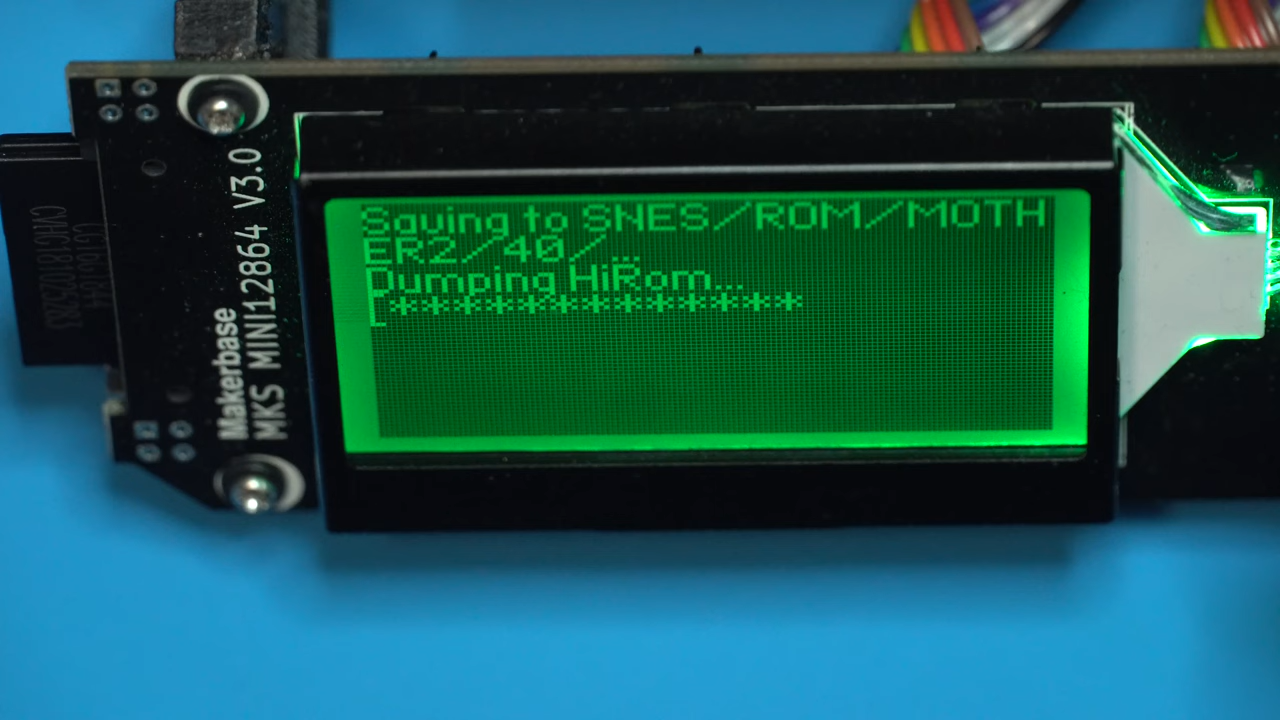 Saving to SNES/ROM/MOTH
ER2/40/...
Dumping HiRom...
[*************
Makerbase
MKS MINI12864 V3.0